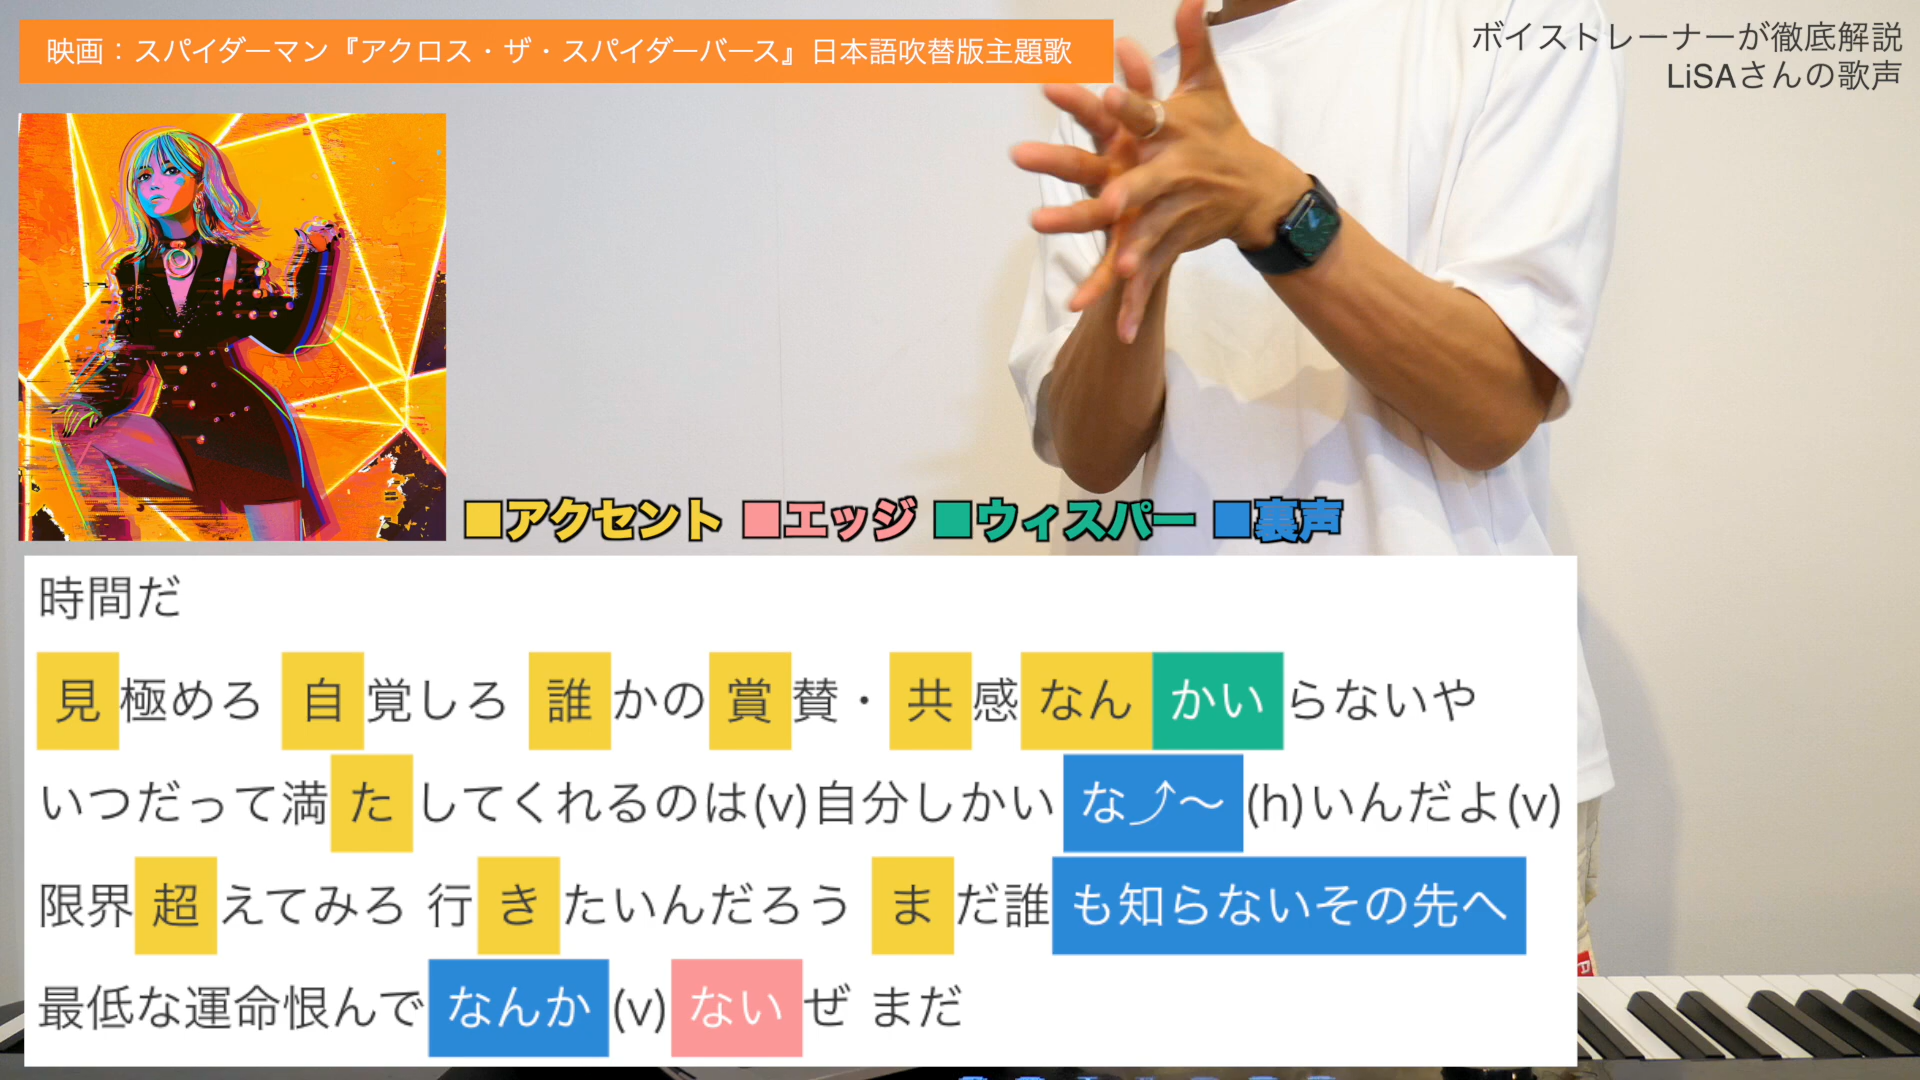 映画：スパイダーマン『アクロス・ザ・スパイダーバース』日本語吹替版主題歌
ボイストレーナーが徹底解説
LiSAさんの歌声
■アクセント ■エッジ ■ウィスパー ■裏声
時間だ
見極めろ 自覚しろ 誰かの賞賛・共感なんかいらないや
いつだって満たしてくれるのは(v)自分しかいな⤴〜(h)いんだよ(v)
限界超えてみろ 行きたいんだろう まだ誰も知らないその先へ
最低な運命恨んでなんか(v)ないぜ まだ